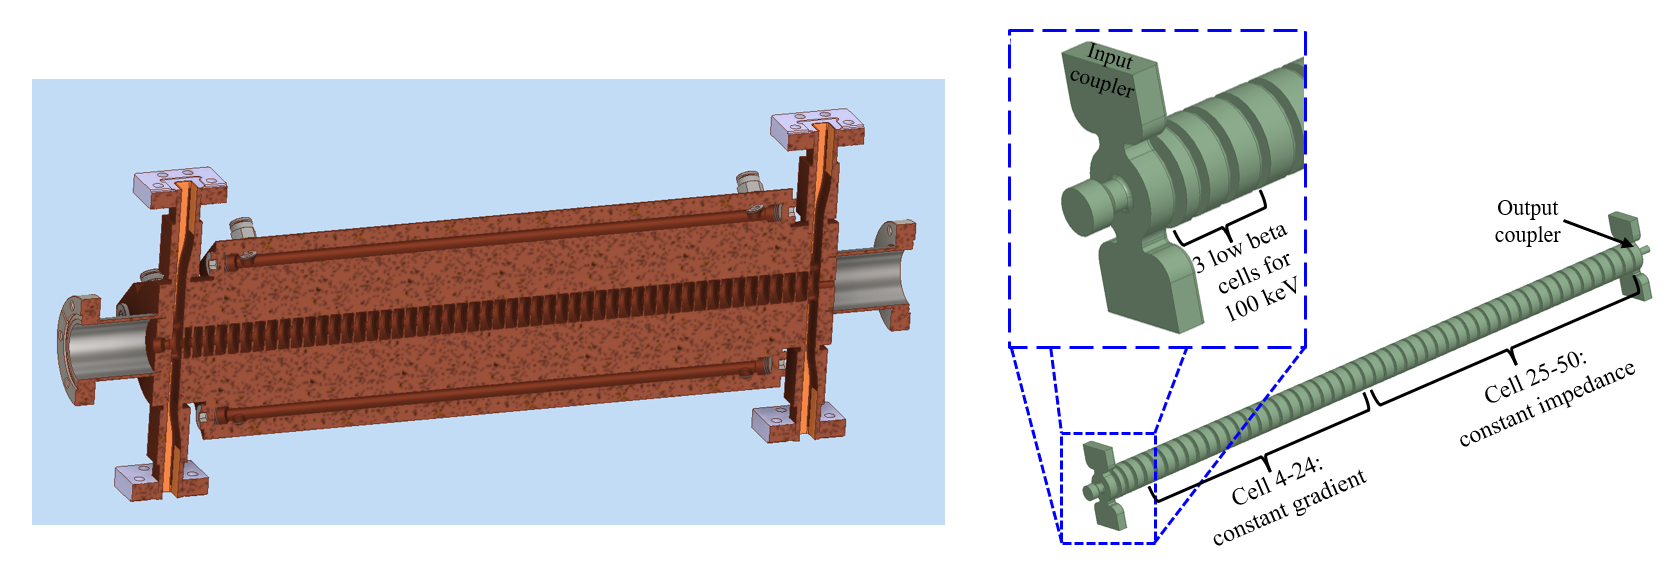 Input
coupler
3 low beta
cells for
100 keV
Output
coupler
Cell 25-50:
constant impedance
Cell 4-24:
constant gradient